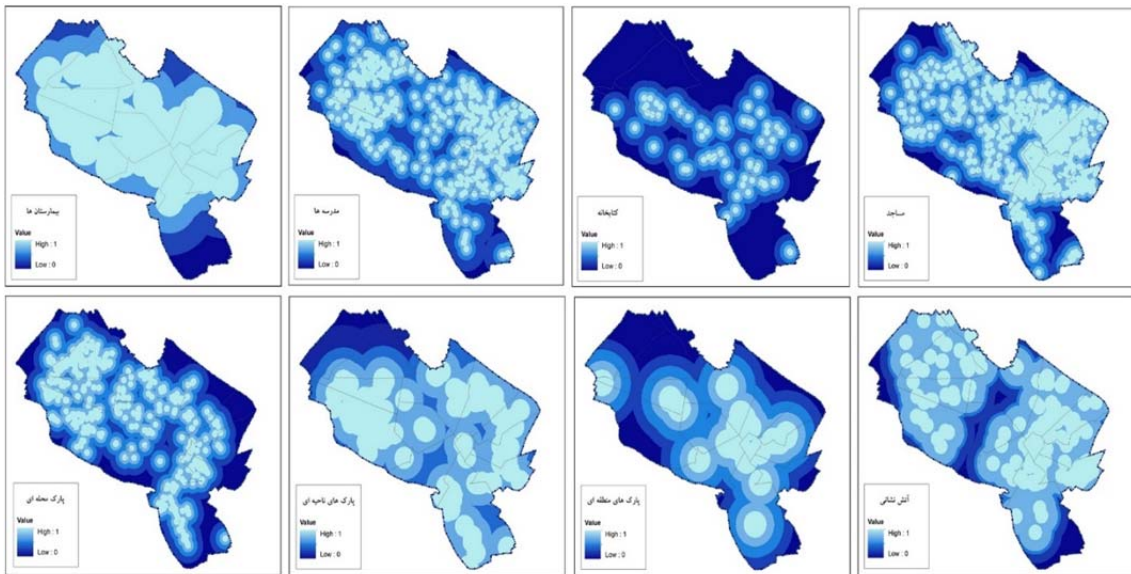 بیمارستان ها
Value
High : 1
Low : 0
مدرسه ها
Value
High : 1
Low : 0
کتابخانه
Value
High : 1
Low : 0
مساجد
Value
High : 1
Low : 0
پارک محله ای
Value
High : 1
Low : 0
پارک های ناحیه ای
Value
High : 1
Low : 0
پارک های منطقه ای
Value
High : 1
Low : 0
آتش نشانی
Value
High : 1
Low : 0